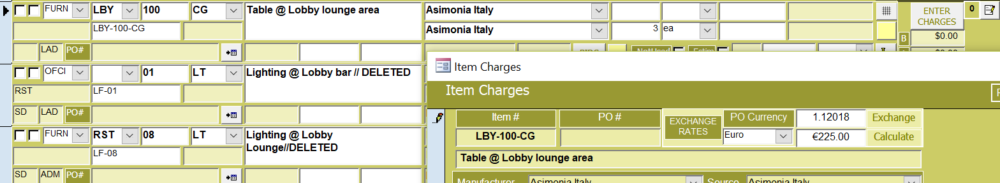 FURN LBY 100 CG Table @ Lobby lounge area Asimonia Italy ENTER CHARGES 0
LBY-100-CG Asimonia Italy 3 ea B $0.00
LAD PO#
OFCI 01 LT Lighting @ Lobby bar // DELETED
RST LF-01
SD LAD PO#
FURN RST 08 LT Lighting @ Lobby Lounge//DELETED
LF-08
SD ADM PO#
Item Charges
Item Charges
Item # PO # EXCHANGE RATES PO Currency 1.12018 Exchange
LBY-100-CG Euro €225.00 Calculate
Table @ Lobby lounge area
Manufacturer Asimonia Italy Source Asimonia Italy